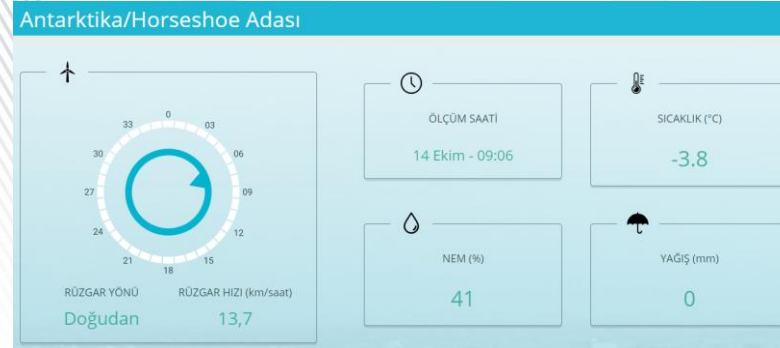 Antarktika/Horseshoe Adası
0
33
03
30
06
27
09
24
12
21
15
18
RÜZGAR YÖNÜ
RÜZGAR HIZI (km/saat)
Doğudan
13,7
ÖLÇÜM SAATİ
14 Ekim - 09:06
SICAKLIK (°C)
-3.8
NEM (%)
41
YAĞIŞ (mm)
0